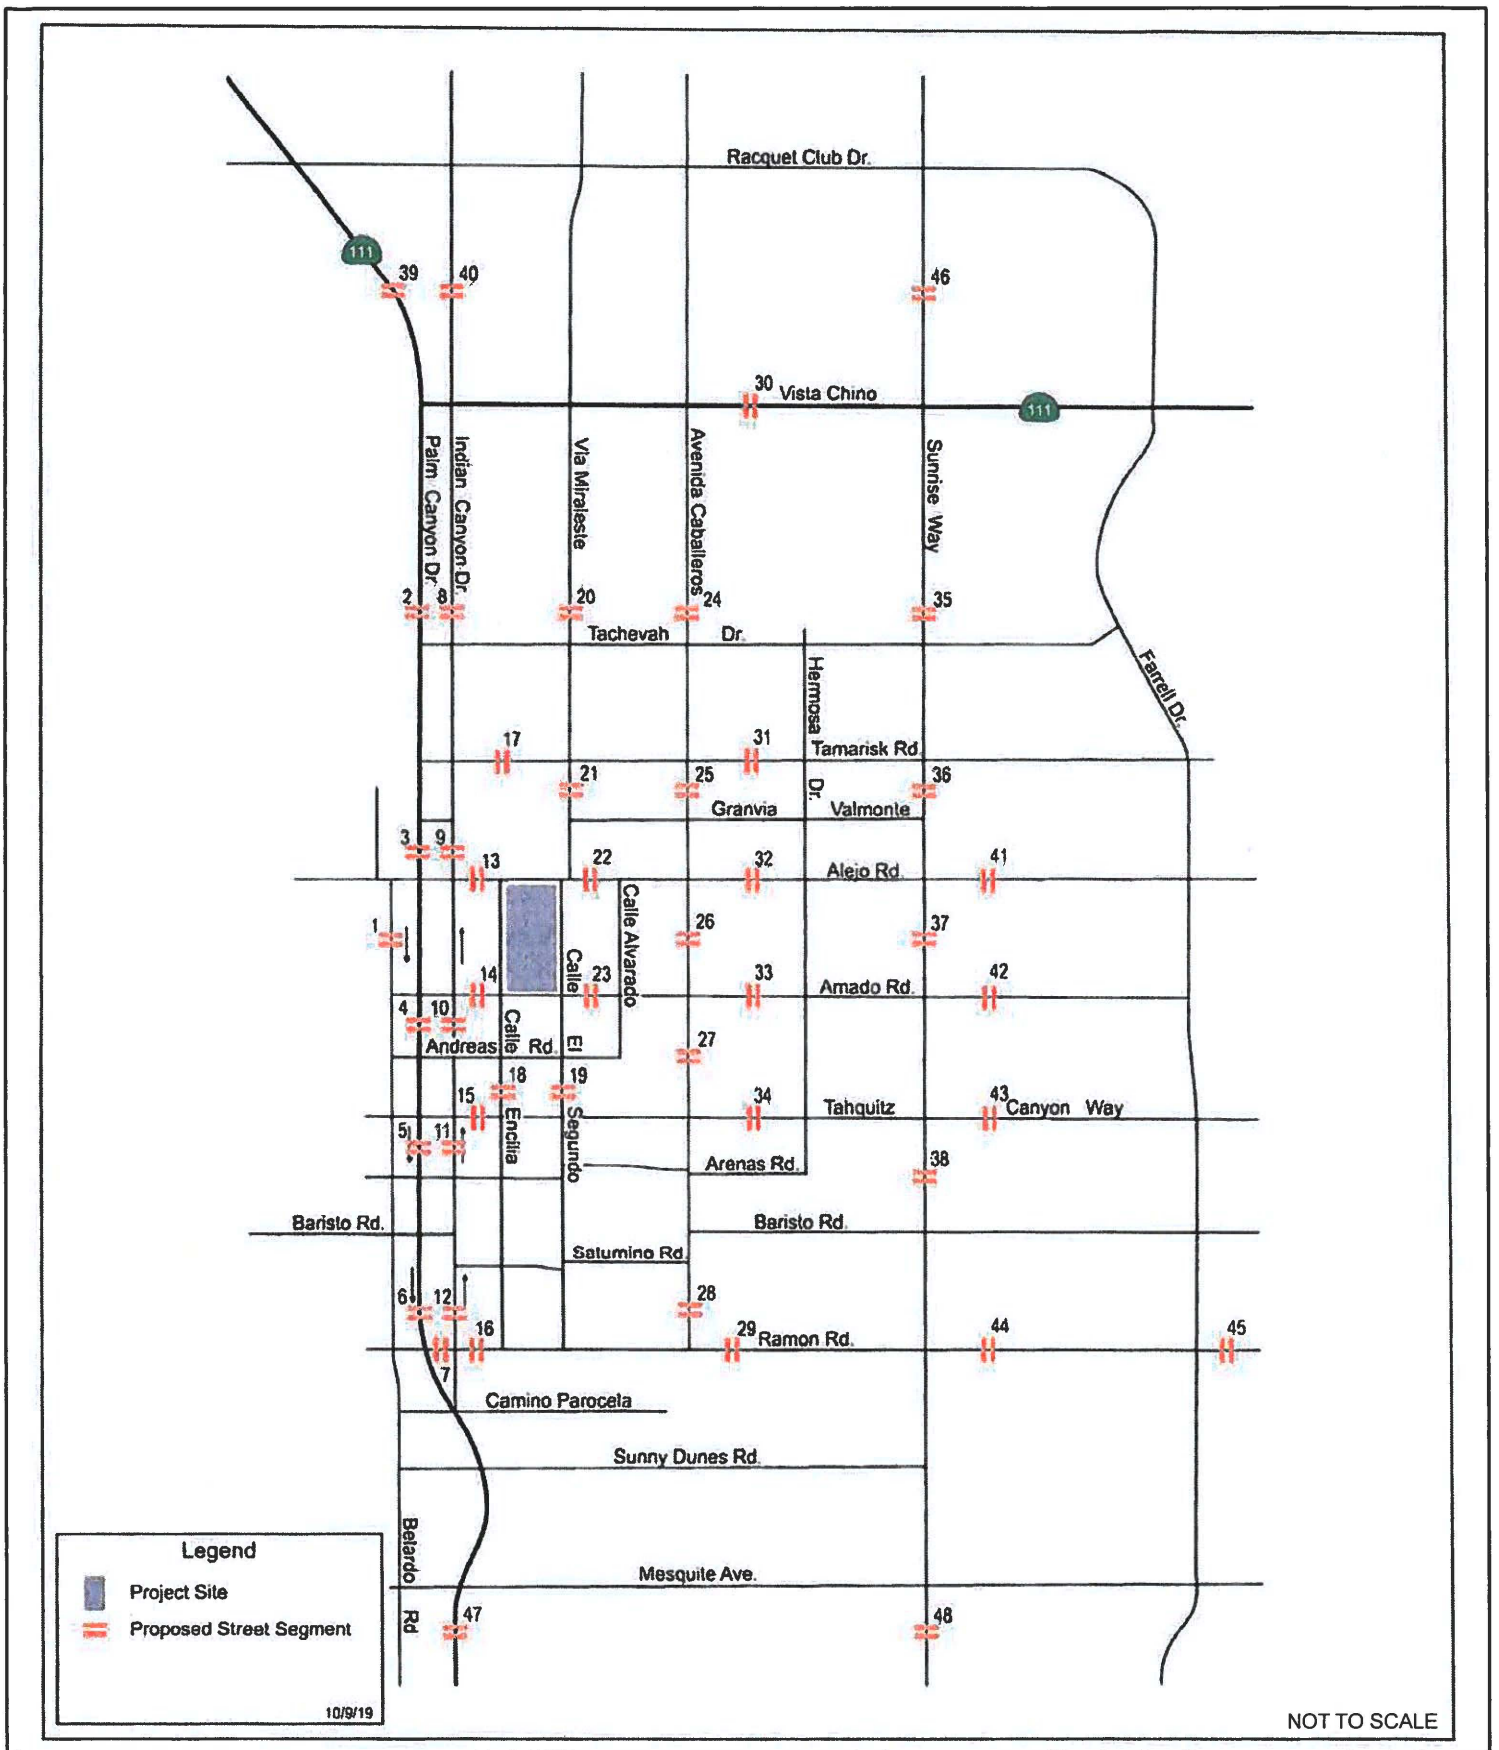 Racquet Club Dr.
111
39
40
46
30
Vista Chino
111
Palm Canyon Dr.
Indian Canyon Dr.
Via Miraleste
Avenida Caballeros
Sunrise Way
2
8
20
24
35
Tachevah Dr.
Hermosa Dr.
Farrell Dr.
17
31
Tamarisk Rd.
21
25
36
Granvia Valmonte
3
9
13
22
32
Alejo Rd.
41
Calle Alvarado
1
26
37
14
Calle El Segundo
23
33
Amado Rd.
42
4
10
Calle Encilia
Andreas Rd.
27
18
19
15
34
Tahquitz Canyon Way
43
5
11
Arenas Rd.
38
Baristo Rd.
Baristo Rd.
Saturnino Rd.
6
12
28
16
29
Ramon Rd.
44
45
7
Camino Parocela
Sunny Dunes Rd.
Belardo Rd
Mesquite Ave.
47
48
Legend
Project Site
Proposed Street Segment
10/9/19
NOT TO SCALE